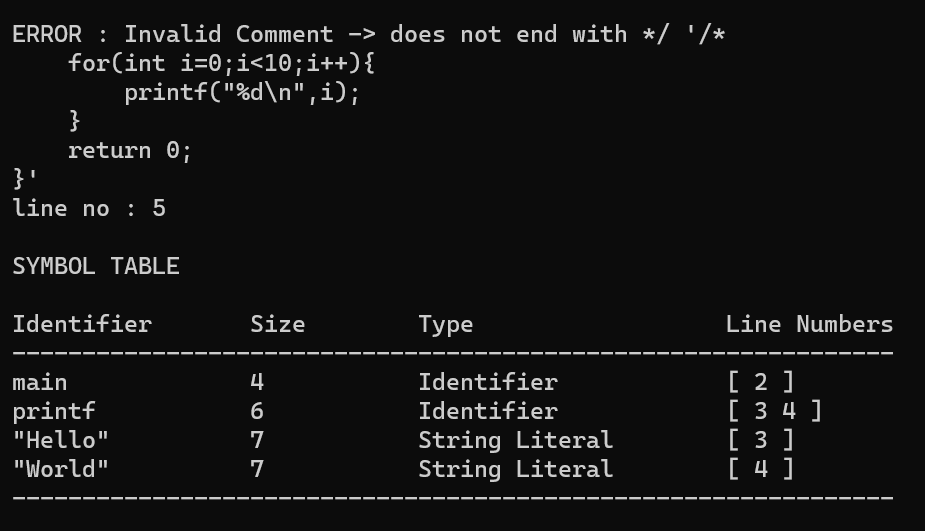 ERROR : Invalid Comment -> does not end with */ '/*
    for(int i=0;i<10;i++){
        printf("%d\n",i);
    }
    return 0;
}'
line no : 5

SYMBOL TABLE

Identifier       Size        Type                  Line Numbers
---------------------------------------------------------------
main             4           Identifier            [ 2 ]
printf           6           Identifier            [ 3 4 ]
"Hello"          7           String Literal        [ 3 ]
"World"          7           String Literal        [ 4 ]
---------------------------------------------------------------